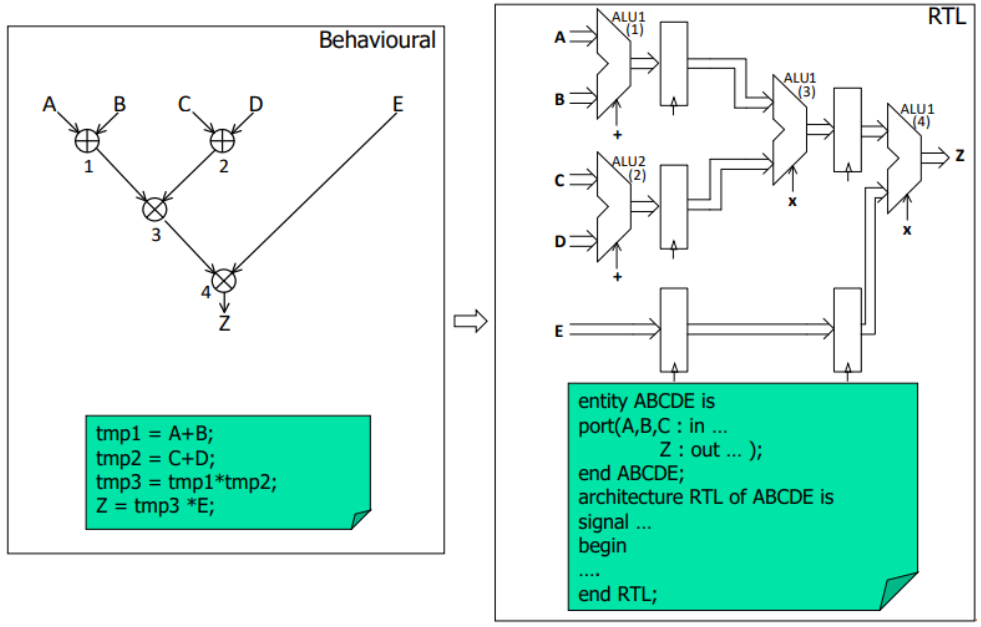 Behavioural
A B C D E
1 2
3
4
Z
tmp1 = A+B;
tmp2 = C+D;
tmp3 = tmp1*tmp2;
Z = tmp3 *E;
RTL
ALU1
(1)
A
B
+
ALU1
(3)
x
ALU1
(4)
Z
x
ALU2
(2)
C
D
+
E
entity ABCDE is
port(A,B,C : in ...
Z : out ... );
end ABCDE;
architecture RTL of ABCDE is
signal ...
begin
....
end RTL;